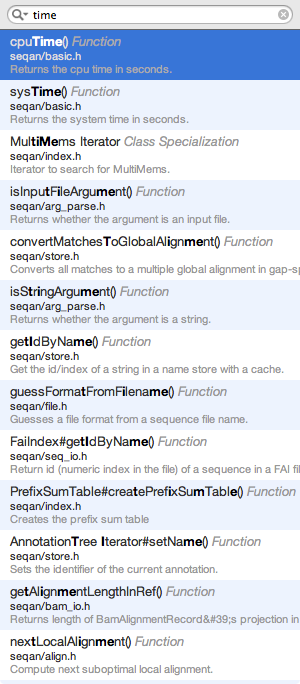 time
cpuTime() Function
seqan/basic.h
Returns the cpu time in seconds.
sysTime() Function
seqan/basic.h
Returns the system time in seconds.
MultiMems Iterator Class Specialization
seqan/index.h
Iterator to search for MultiMems.
isInputFileArgument() Function
seqan/arg_parse.h
Returns whether the argument is an input file.
convertMatchesToGlobalAlignment() Function
seqan/store.h
Converts all matches to a multiple global alignment in gap-sp
isStringArgument() Function
seqan/arg_parse.h
Returns whether the argument is a string.
getIdByName() Function
seqan/store.h
Get the id/index of a string in a name store with a cache.
guessFormatFromFilename() Function
seqan/file.h
Guesses a file format from a sequence file name.
FaiIndex#getIdByName() Function
seqan/seq_io.h
Return id (numeric index in the file) of a sequence in a FAI fil
PrefixSumTable#createPrefixSumTable() Function
seqan/index.h
Creates the prefix sum table
AnnotationTree Iterator#setName() Function
seqan/store.h
Sets the identifier of the current annotation.
getAlignmentLengthInRef() Function
seqan/bam_io.h
Returns length of BamAlignmentRecord&#39;s projection in
nextLocalAlignment() Function
seqan/align.h
Compute next suboptimal local alignment.